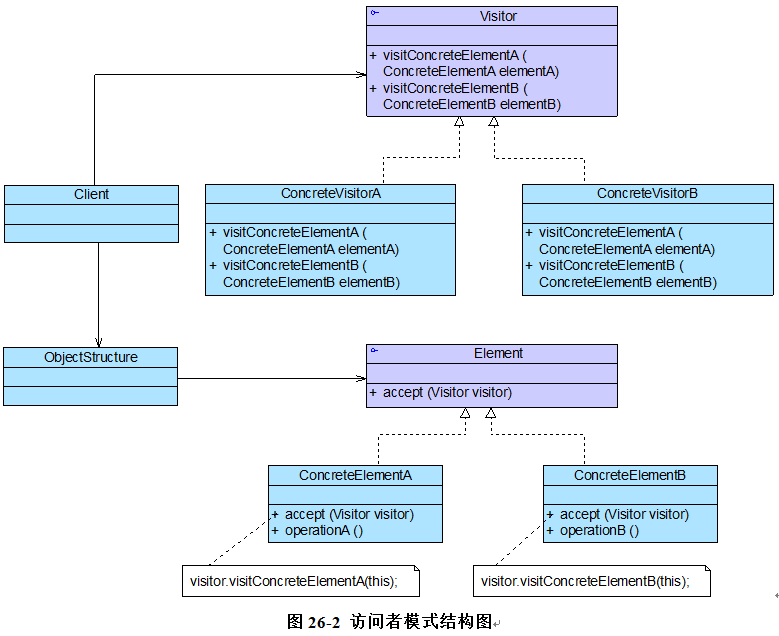 Visitor
+ visitConcreteElementA (
ConcreteElementA elementA)
+ visitConcreteElementB (
ConcreteElementB elementB)
Client
ConcreteVisitorA
+ visitConcreteElementA (
ConcreteElementA elementA)
+ visitConcreteElementB (
ConcreteElementB elementB)
ConcreteVisitorB
+ visitConcreteElementA (
ConcreteElementA elementA)
+ visitConcreteElementB (
ConcreteElementB elementB)
ObjectStructure
Element
+ accept (Visitor visitor)
ConcreteElementA
+ accept (Visitor visitor)
+ operationA ()
ConcreteElementB
+ accept (Visitor visitor)
+ operationB ()
visitor.visitConcreteElementA(this);
visitor.visitConcreteElementB(this);
图 26-2 访问者模式结构图